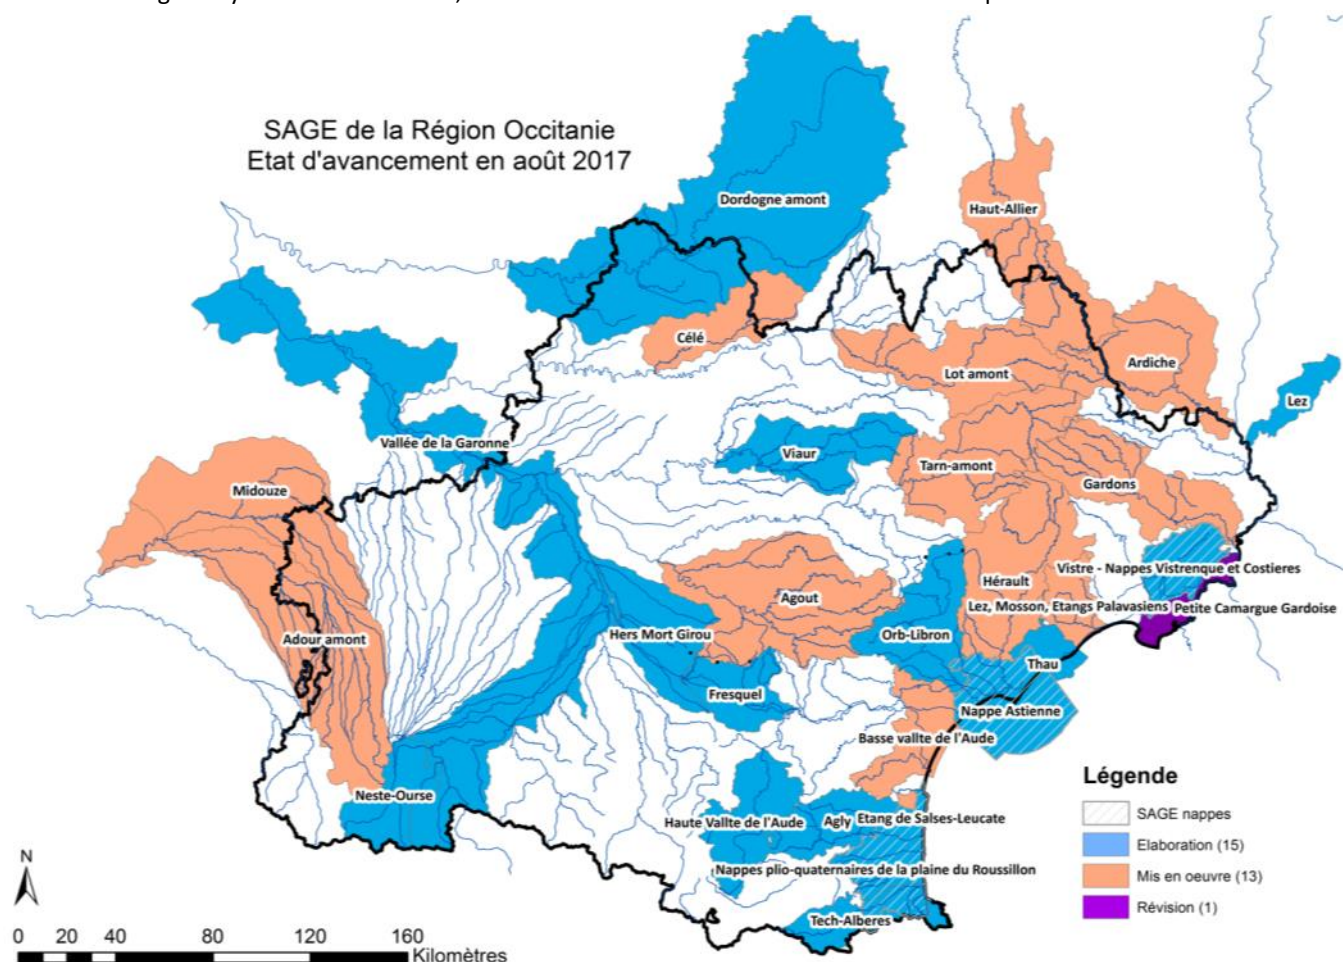 SAGE de la Région Occitanie
Etat d'avancement en août 2017
Dordogne amont
Haut-Allier
Célé
Ardiche
Lot amont
Lez
Vallée de la Garonne
Viaur
Tarn-amont
Midouze
Gardons
Vistre - Nappes Vistrenque et Costieres
Hérault
Agout
Lez, Mosson, Etangs Palavasiens
Petite Camargue Gardoise
Adour amont
Hers Mort Girou
Orb-Libron
Thau
Fresquel
Nappe Astienne
Basse vallte de l'Aude
Neste-Ourse
Haute Vallte de l'Aude
Agly
Etang de Salses-Leucate
Nappes plio-quaternaires de la plaine du Roussillon
Tech-Alberes
Légende
SAGE nappes
Elaboration (15)
Mis en oeuvre (13)
Révision (1)
N
0 20 40 80 120 160
Kilomètres